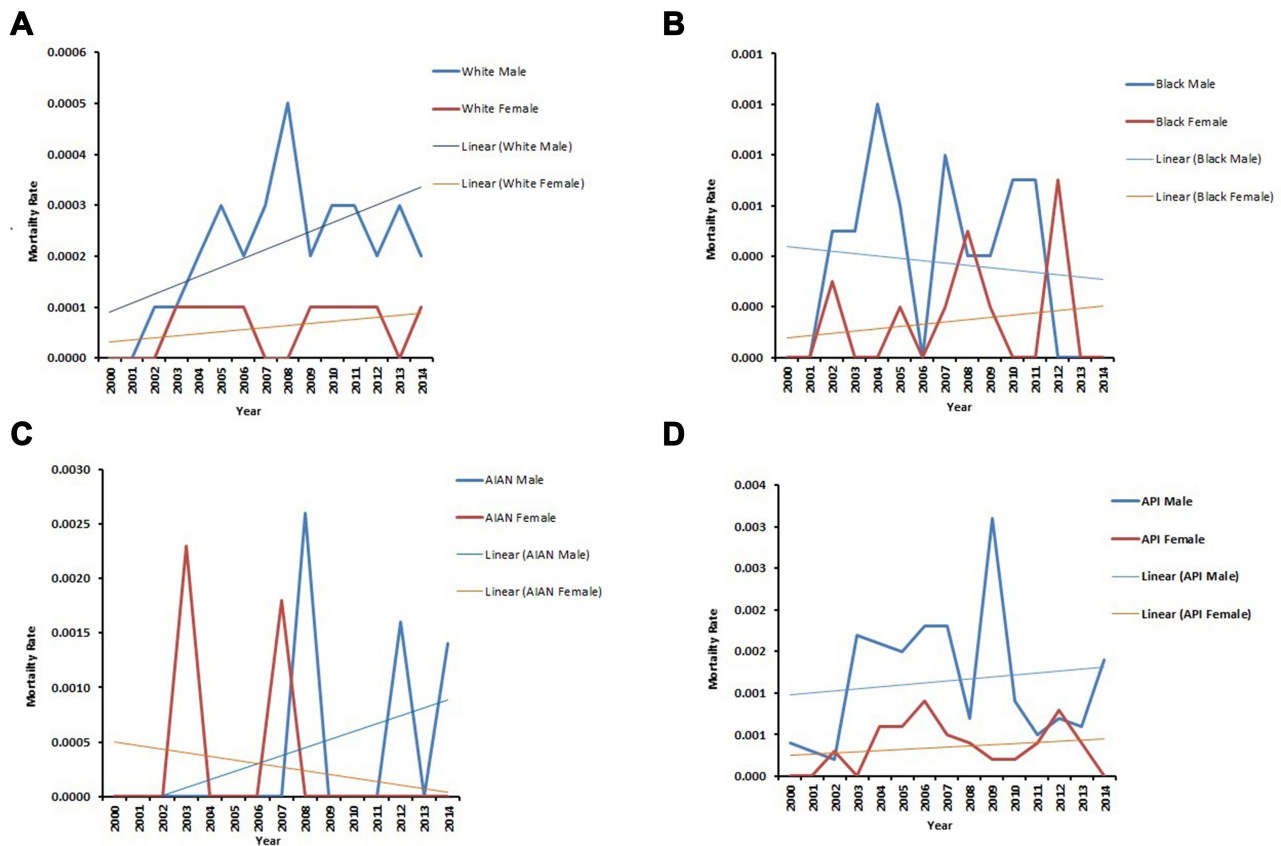 A
Mortailty Rate
0.0006
0.0005
0.0004
0.0003
0.0002
0.0001
0.0000
2000 2001 2002 2003 2004 2005 2006 2007 2008 2009 2010 2011 2012 2013 2014
Year
White Male
White Female
Linear (White Male)
Linear (White Female)
B
Mortailty Rate
0.001
0.001
0.001
0.001
0.000
0.000
0.000
2000 2001 2002 2003 2004 2005 2006 2007 2008 2009 2010 2011 2012 2013 2014
Year
Black Male
Black Female
Linear (Black Male)
Linear (Black Female)
C
Mortailty Rate
0.0030
0.0025
0.0020
0.0015
0.0010
0.0005
0.0000
2000 2001 2002 2003 2004 2005 2006 2007 2008 2009 2010 2011 2012 2013 2014
Year
AIAN Male
AIAN Female
Linear (AIAN Male)
Linear (AIAN Female)
D
Mortailty Rate
0.004
0.003
0.003
0.002
0.002
0.001
0.001
0.000
2000 2001 2002 2003 2004 2005 2006 2007 2008 2009 2010 2011 2012 2013 2014
Year
API Male
API Female
Linear (API Male)
Linear (API Female)